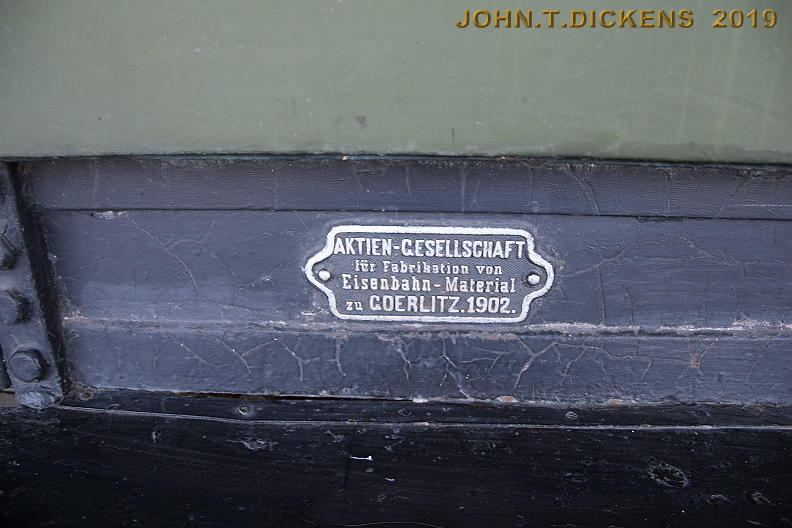 JOHN.T.DICKENS 2019
AKTIEN-GESELLSCHAFT
für Fabrikation von
Eisenbahn-Material
zu GOERLITZ.1902.